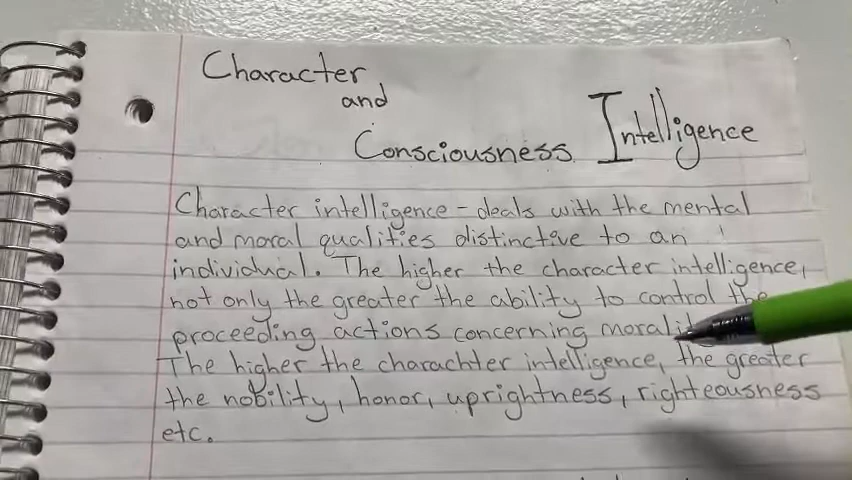 Character
and
Consciousness Intelligence
Character intelligence - deals with the mental
and moral qualities distinctive to an
individual. The higher the character intelligence,
not only the greater the ability to control the
proceeding actions concerning
The higher the charachter intelligence, the greater
the nobility, honor, uprightness, righteousness
etc.